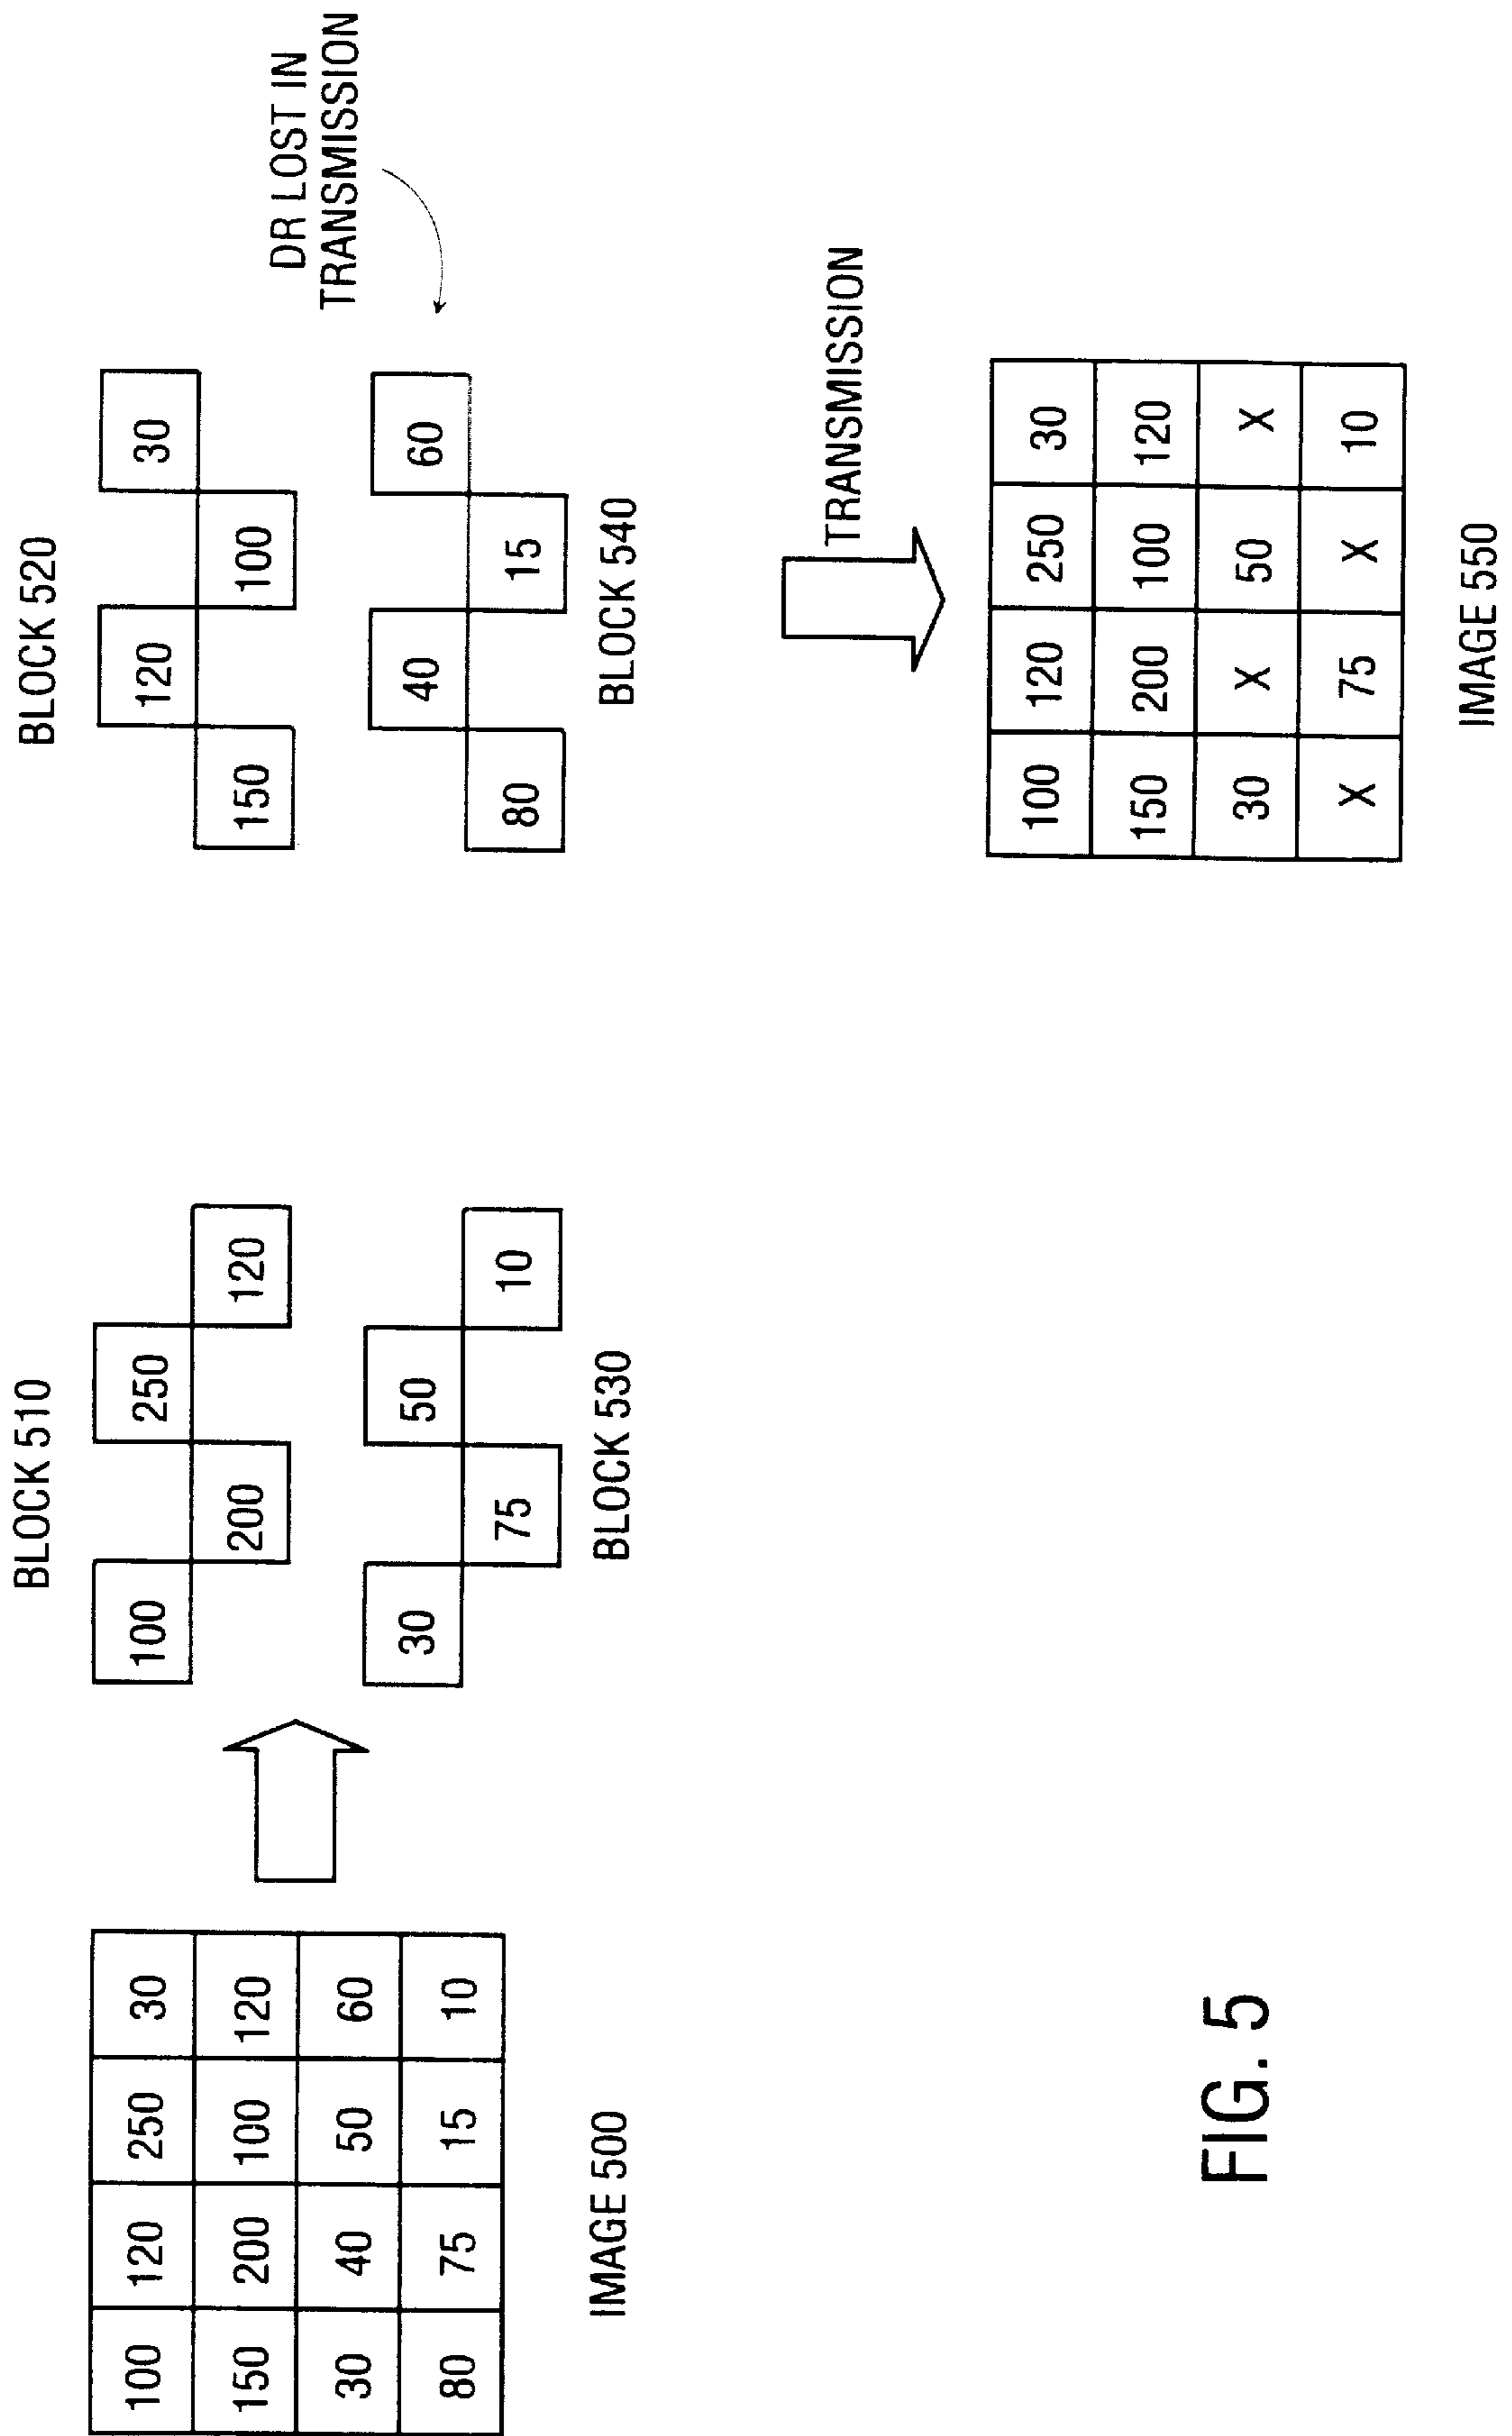 100 120 250 30
150 200 100 120
30 40 50 60
80 75 15 10
IMAGE 500
BLOCK 510
100 250
200 120
30 50
75 10
BLOCK 530
BLOCK 520
120 30
150 100
40 60
80 15
BLOCK 540
DR LOST IN
TRANSMISSION
TRANSMISSION
100 120 250 30
150 200 100 120
30 X 50 X
X 75 X 10
IMAGE 550
FIG. 5